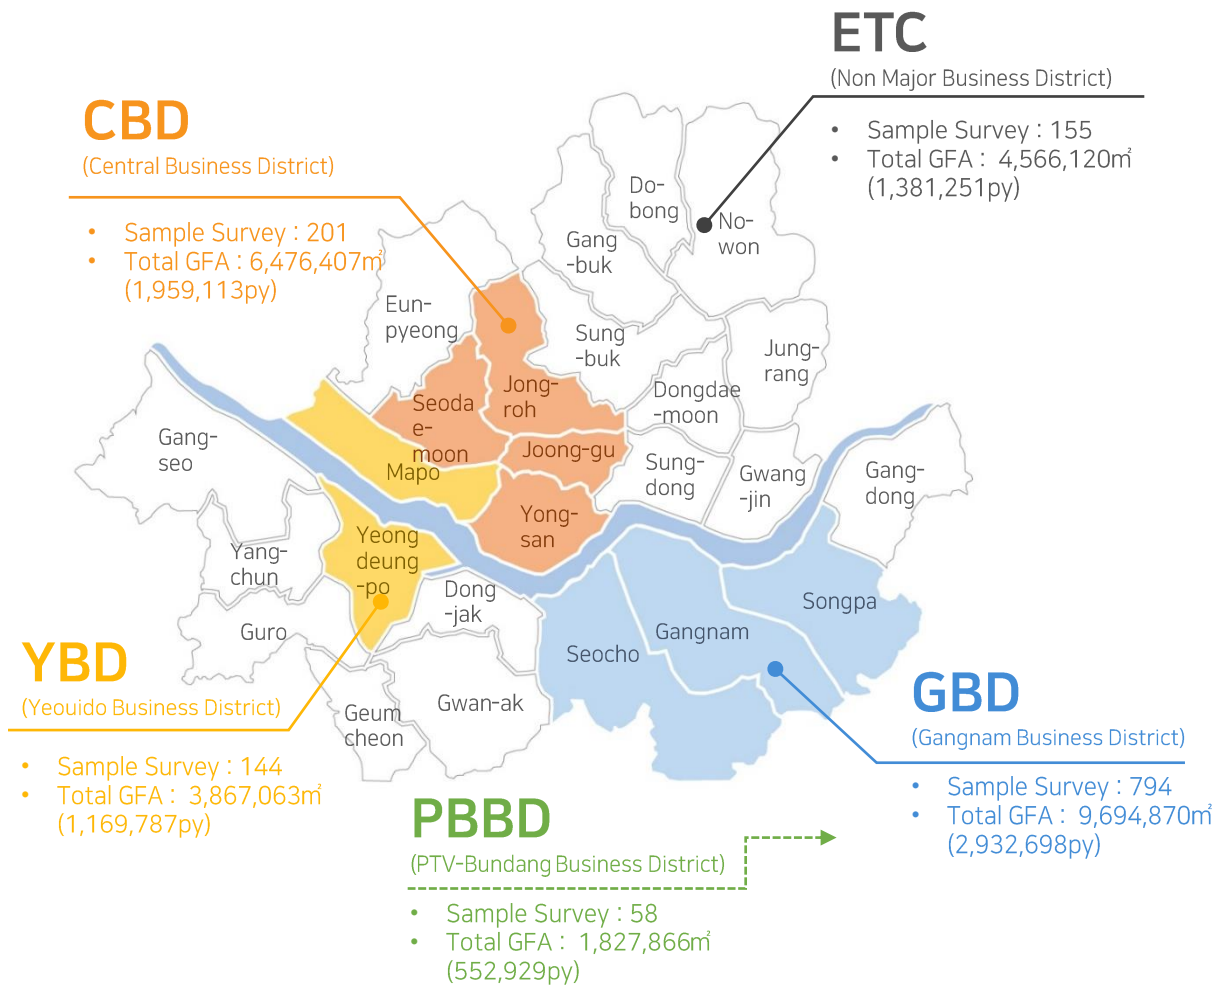 ETC
(Non Major Business District)
• Sample Survey : 155
• Total GFA : 4,566,120㎡
(1,381,251py)
CBD
(Central Business District)
• Sample Survey : 201
• Total GFA : 6,476,407㎡
(1,959,113py)
Do-
bong
No-
won
Gang
-buk
Eun-
pyeong
Sung
-buk
Jung-
rang
Jong-
roh
Dongdae
-moon
Seoda
e-
moon
Gang-
seo
Mapo
Joong-gu
Sung-
dong
Gwang
-jin
Gang-
dong
Yong-
san
Yeong
deung
-po
Yang-
chun
Dong
-jak
Songpa
Guro
Gangnam
Seocho
Gwan-ak
Geum
cheon
YBD
(Yeouido Business District)
• Sample Survey : 144
• Total GFA : 3,867,063㎡
(1,169,787py)
GBD
(Gangnam Business District)
• Sample Survey : 794
• Total GFA : 9,694,870㎡
(2,932,698py)
PBBD
(PTV-Bundang Business District)
• Sample Survey : 58
• Total GFA : 1,827,866㎡
(552,929py)